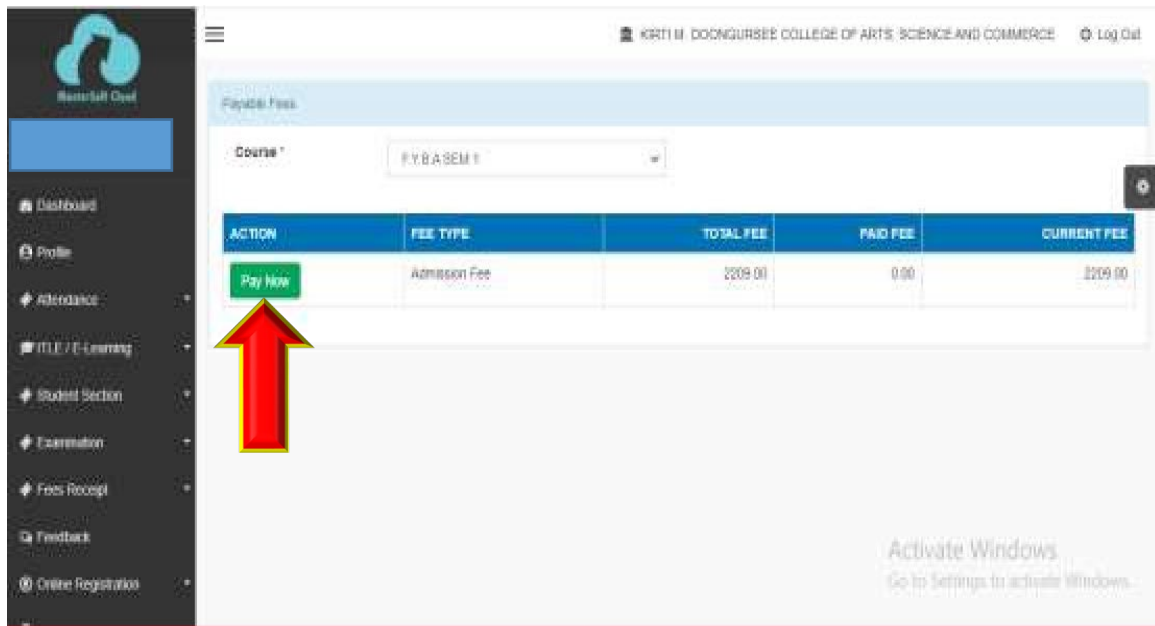 KIRTI M. DOONGURSEE COLLEGE OF ARTS, SCIENCE AND COMMERCE
Log Out
MasterSoft Cloud
Payable Fees
Course *
F.Y.B.A SEM 1
ACTION FEE TYPE TOTAL FEE PAID FEE CURRENT FEE
Pay Now Admission Fee 2209.00 0.00 2209.00
Dashboard
Profile
Attendance
ITLE / E-Learning
Student Section
Examination
Fees Receipt
Feedback
Online Registration
Activate Windows
Go to Settings to activate Windows.